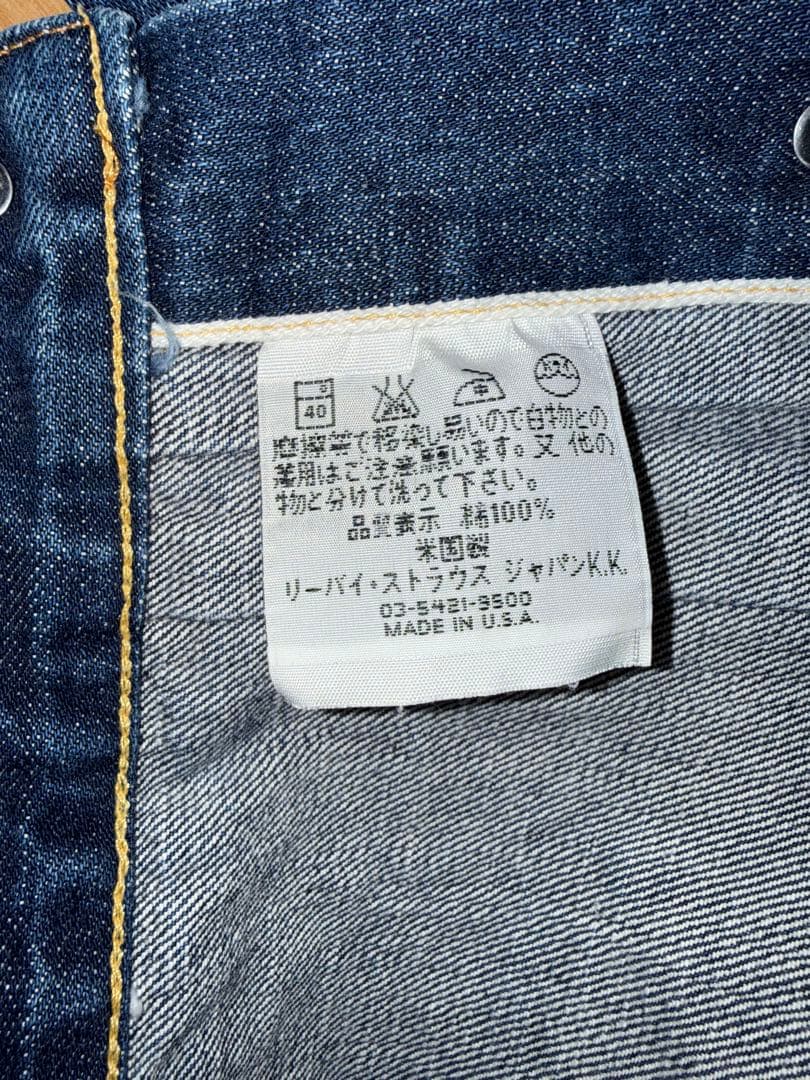 40
摩擦等で移染し易いので白物との
着用はご注意願います。又 他の
物と分けて洗って下さい。
品質表示 綿100%
米国製
リーバイ・ストラウス ジャパンK.K.
03-5421-3500
MADE IN U.S.A.